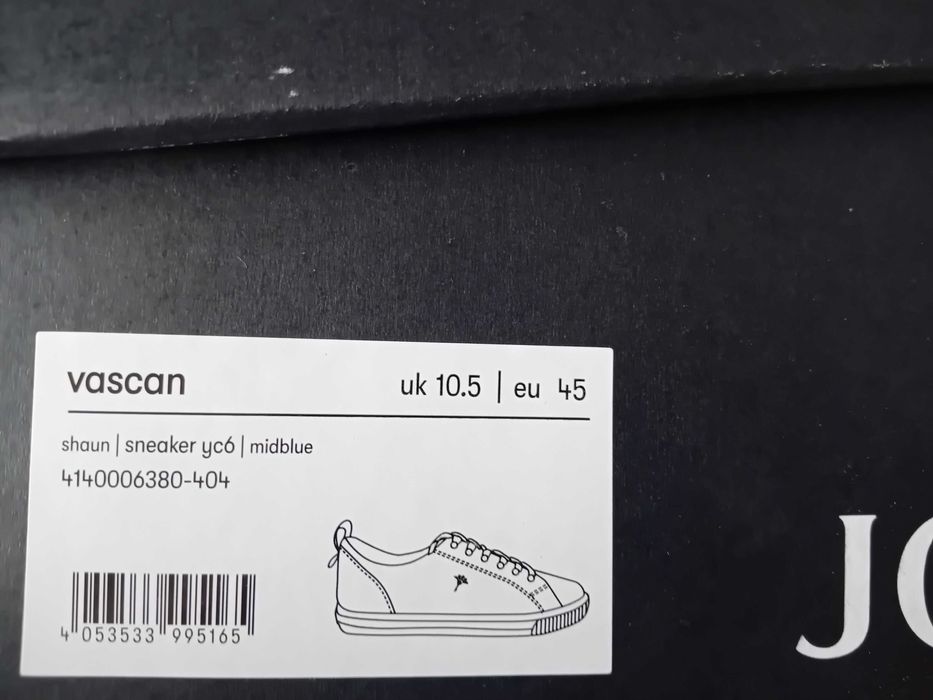 vascan
uk 10.5 | eu 45
shaun | sneaker yc6 | midblue
4140006380-404
4 053533 995165
JO